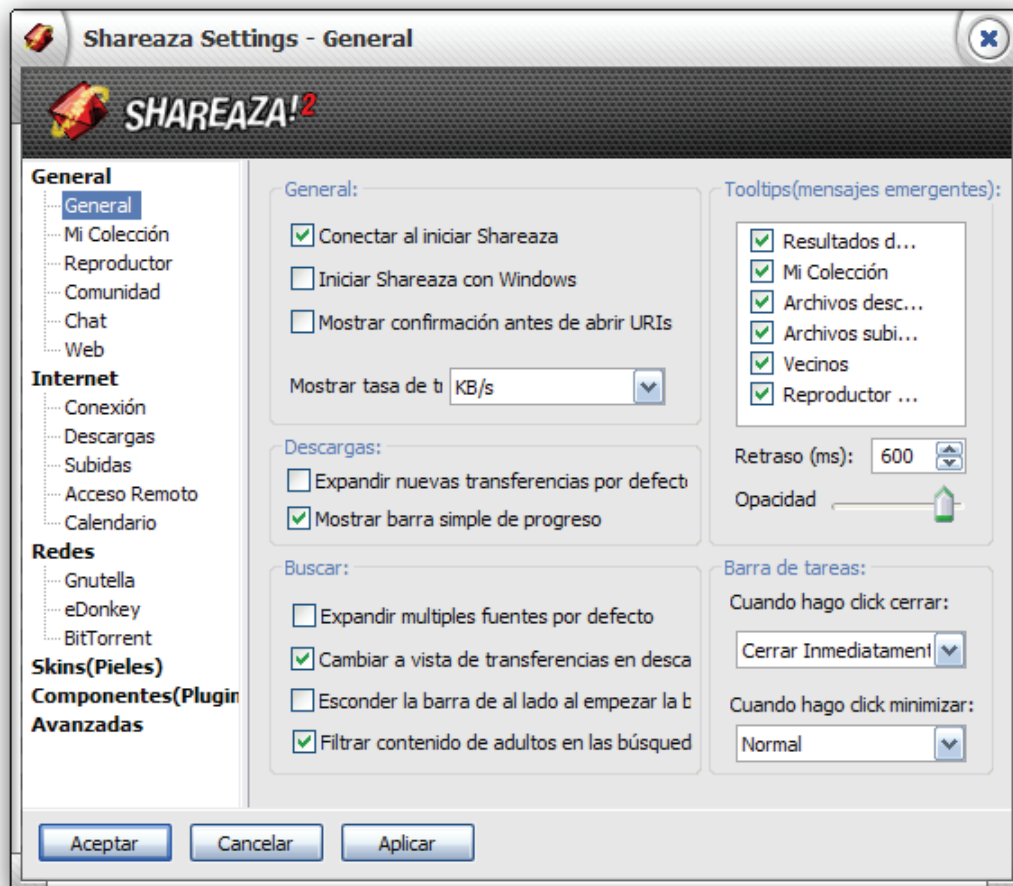 Shareaza Settings - General
SHAREAZA!2
General
General
Mi Colección
Reproductor
Comunidad
Chat
Web
Internet
Conexión
Descargas
Subidas
Acceso Remoto
Calendario
Redes
Gnutella
eDonkey
BitTorrent
Skins(Pieles)
Componentes(Plugin
Avanzadas
General:
Conectar al iniciar Shareaza
Iniciar Shareaza con Windows
Mostrar confirmación antes de abrir URIs
Mostrar tasa de ti KB/s
Descargas:
Expandir nuevas transferencias por defecto
Mostrar barra simple de progreso
Buscar:
Expandir multiples fuentes por defecto
Cambiar a vista de transferencias en desca
Esconder la barra de al lado al empezar la b
Filtrar contenido de adultos en las búsqued
Tooltips(mensajes emergentes):
Resultados d...
Mi Colección
Archivos desc...
Archivos subi...
Vecinos
Reproductor ...
Retraso (ms): 600
Opacidad
Barra de tareas:
Cuando hago click cerrar:
Cerrar Inmediatament
Cuando hago click minimizar:
Normal
Aceptar Cancelar Aplicar